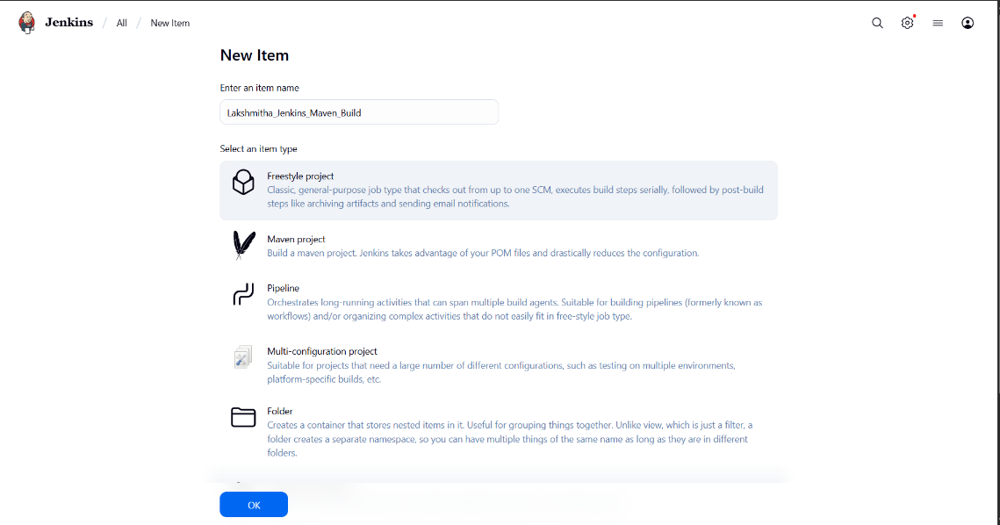 Jenkins / All / New Item
New Item
Enter an item name
Lakshmitha_Jenkins_Maven_Build
Select an item type
Freestyle project
Classic, general-purpose job type that checks out from up to one SCM, executes build steps serially, followed by post-build
steps like archiving artifacts and sending email notifications.
Maven project
Build a maven project. Jenkins takes advantage of your POM files and drastically reduces the configuration.
Pipeline
Orchestrates long-running activities that can span multiple build agents. Suitable for building pipelines (formerly known as
workflows) and/or organizing complex activities that do not easily fit in free-style job type.
Multi-configuration project
Suitable for projects that need a large number of different configurations, such as testing on multiple environments,
platform-specific builds, etc.
Folder
Creates a container that stores nested items in it. Useful for grouping things together. Unlike view, which is just a filter, a
folder creates a separate namespace, so you can have multiple things of the same name as long as they are in different
folders.
OK